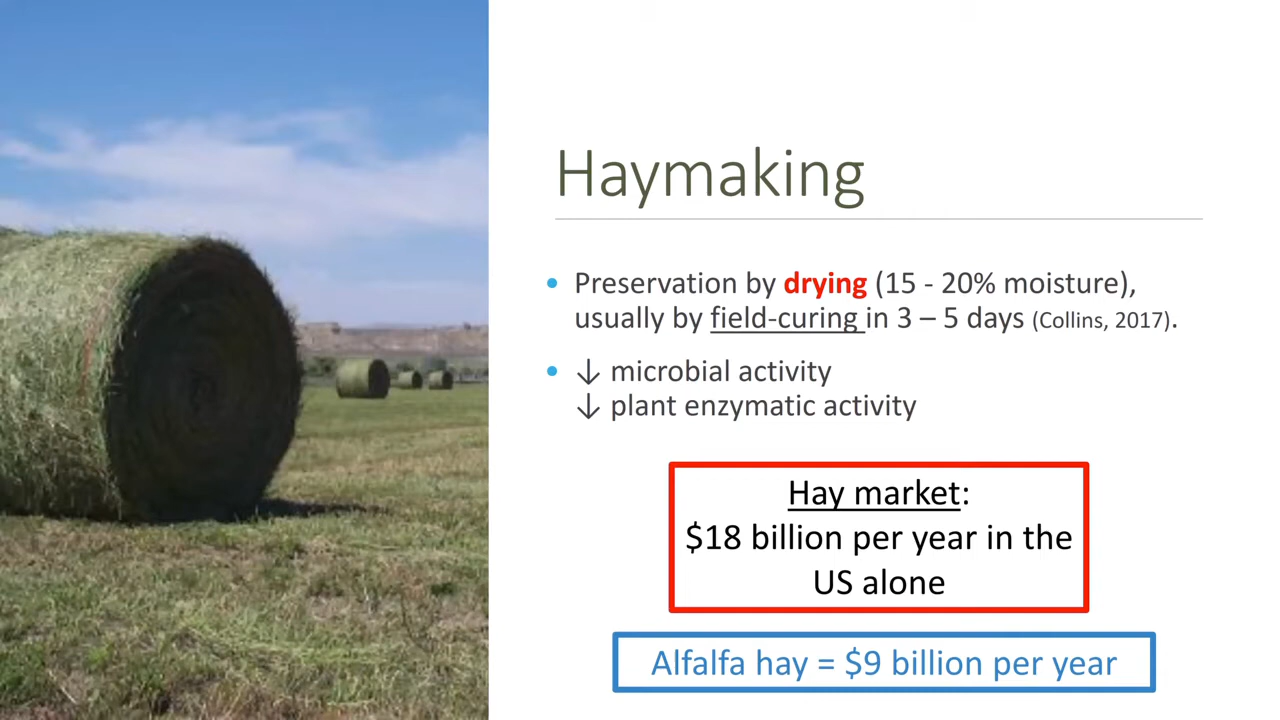 Haymaking
• Preservation by drying (15 - 20% moisture),
usually by field-curing in 3 – 5 days (Collins, 2017).
• ↓ microbial activity
↓ plant enzymatic activity
Hay market:
$18 billion per year in the
US alone
Alfalfa hay = $9 billion per year